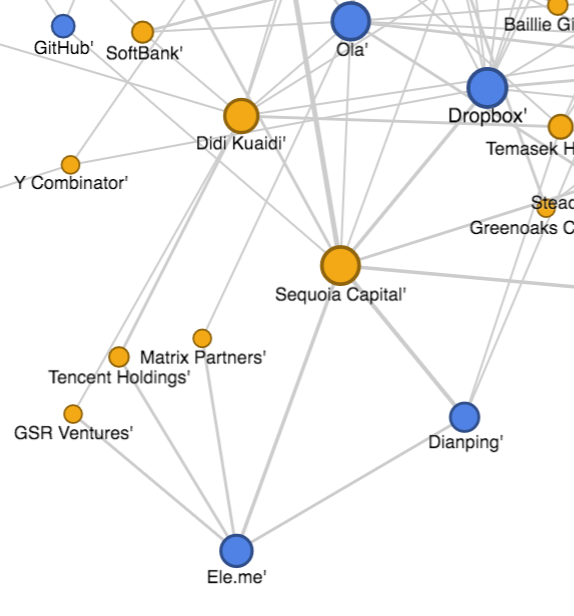 Baillie Gi
GitHub'
SoftBank'
Ola'
Dropbox'
Didi Kuaidi'
Temasek H
Y Combinator'
Stead
Greenoaks C
Sequoia Capital'
Matrix Partners'
Tencent Holdings'
GSR Ventures'
Dianping'
Ele.me'